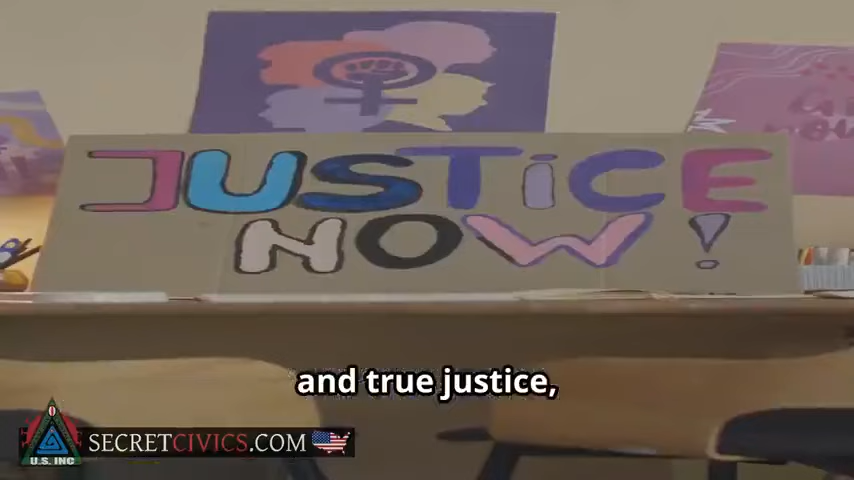 JUSTiCE
NOW!
and true justice,
SECRETCIVICS.COM
U.S. INC